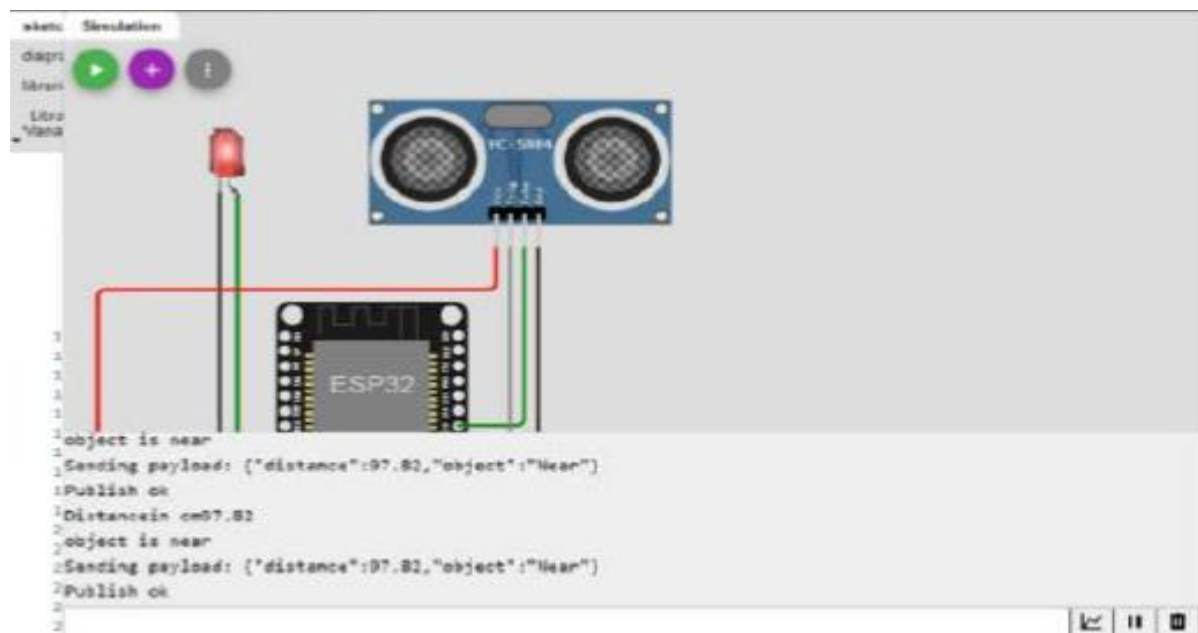 Simulation
HC-SR04
ESP32
object is near
Sending payload: {"distance":97.82,"object":"Near"}
Publish ok
Distancein cm97.82
object is near
Sending payload: {"distance":97.82,"object":"Near"}
Publish ok